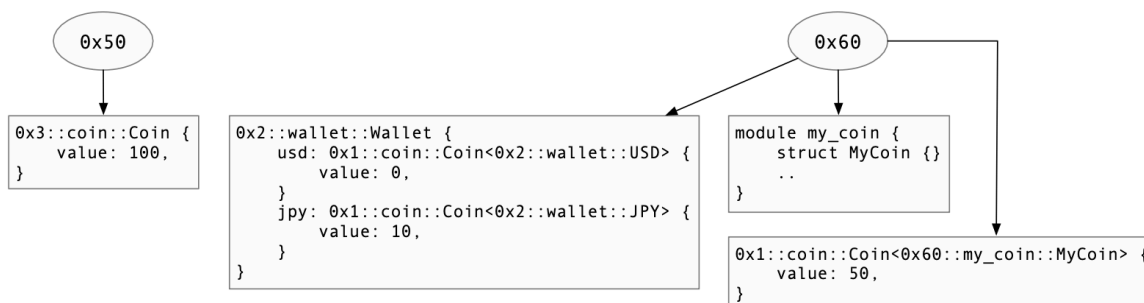 0x50
0x3::coin::Coin {
    value: 100,
}
0x60
0x2::wallet::Wallet {
    usd: 0x1::coin::Coin<0x2::wallet::USD> {
        value: 0,
    }
    jpy: 0x1::coin::Coin<0x2::wallet::JPY> {
        value: 10,
    }
}
module my_coin {
    struct MyCoin {}
    ..
}
0x1::coin::Coin<0x60::my_coin::MyCoin> {
    value: 50,
}